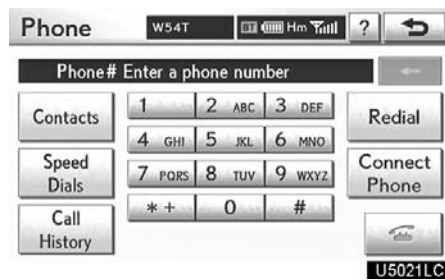 Phone W54T BT Hm ?
Phone# Enter a phone number
Contacts 1 2 ABC 3 DEF Redial
4 GHI 5 JKL 6 MNO
Speed Dials 7 PQRS 8 TUV 9 WXYZ Connect Phone
* + 0 #
Call History
U5021LC